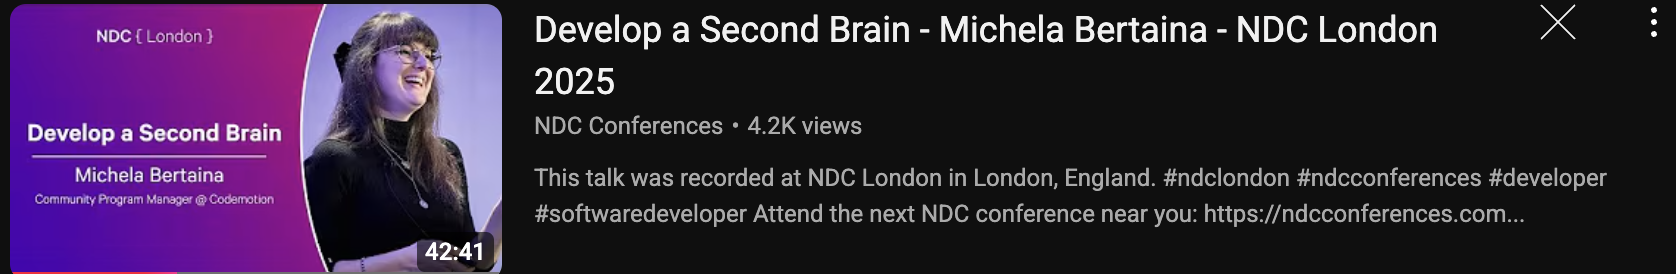 NDC { London }
Develop a Second Brain
Michela Bertaina
Community Program Manager @ Codemotion
42:41
Develop a Second Brain - Michela Bertaina - NDC London
2025
NDC Conferences • 4.2K views
This talk was recorded at NDC London in London, England. #ndclondon #ndcconferences #developer
#softwaredeveloper Attend the next NDC conference near you: https://ndcconferences.com...